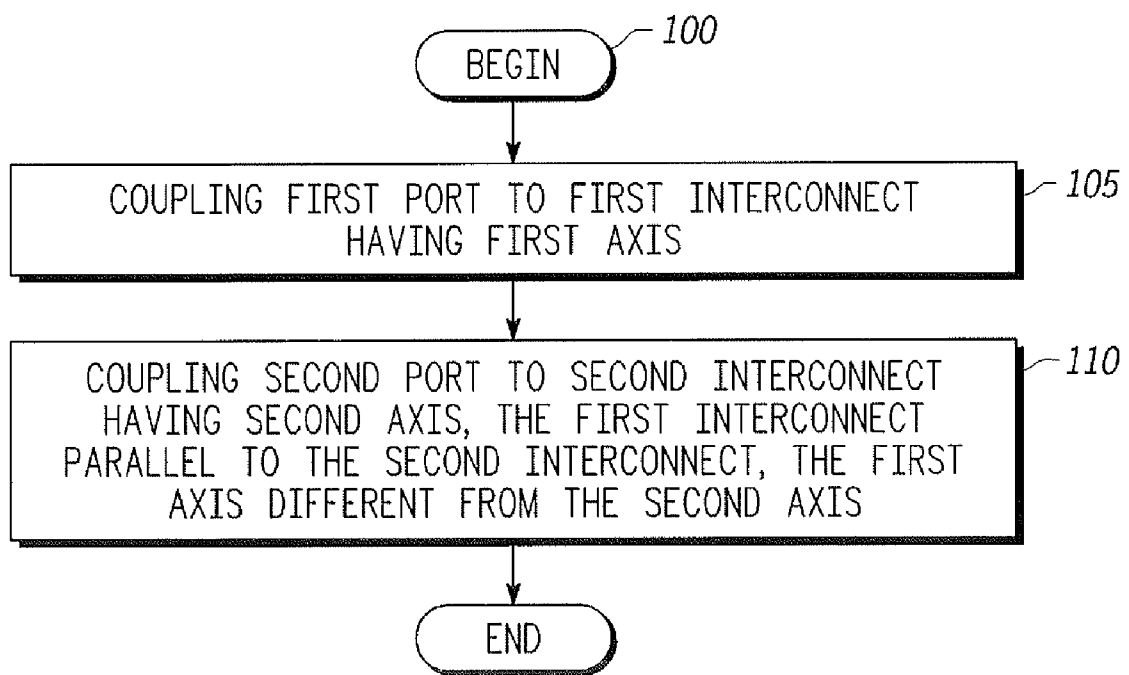 BEGIN
100
COUPLING FIRST PORT TO FIRST INTERCONNECT
HAVING FIRST AXIS
105
COUPLING SECOND PORT TO SECOND INTERCONNECT
HAVING SECOND AXIS, THE FIRST INTERCONNECT
PARALLEL TO THE SECOND INTERCONNECT, THE FIRST
AXIS DIFFERENT FROM THE SECOND AXIS
110
END